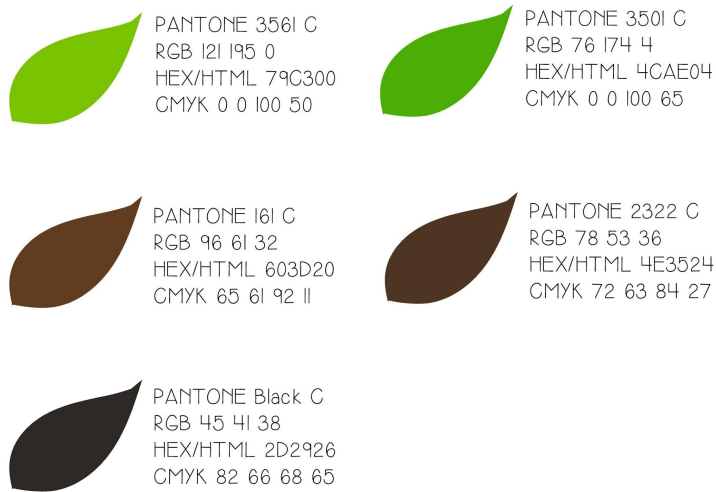 PANTONE 3561 C
RGB 121 195 0
HEX/HTML 79C300
CMYK 0 0 100 50
PANTONE 3501 C
RGB 76 174 4
HEX/HTML 4CAE04
CMYK 0 0 100 65
PANTONE 161 C
RGB 96 61 32
HEX/HTML 603D20
CMYK 65 61 92 11
PANTONE 2322 C
RGB 78 53 36
HEX/HTML 4E3524
CMYK 72 63 84 27
PANTONE Black C
RGB 45 41 38
HEX/HTML 2D2926
CMYK 82 66 68 65